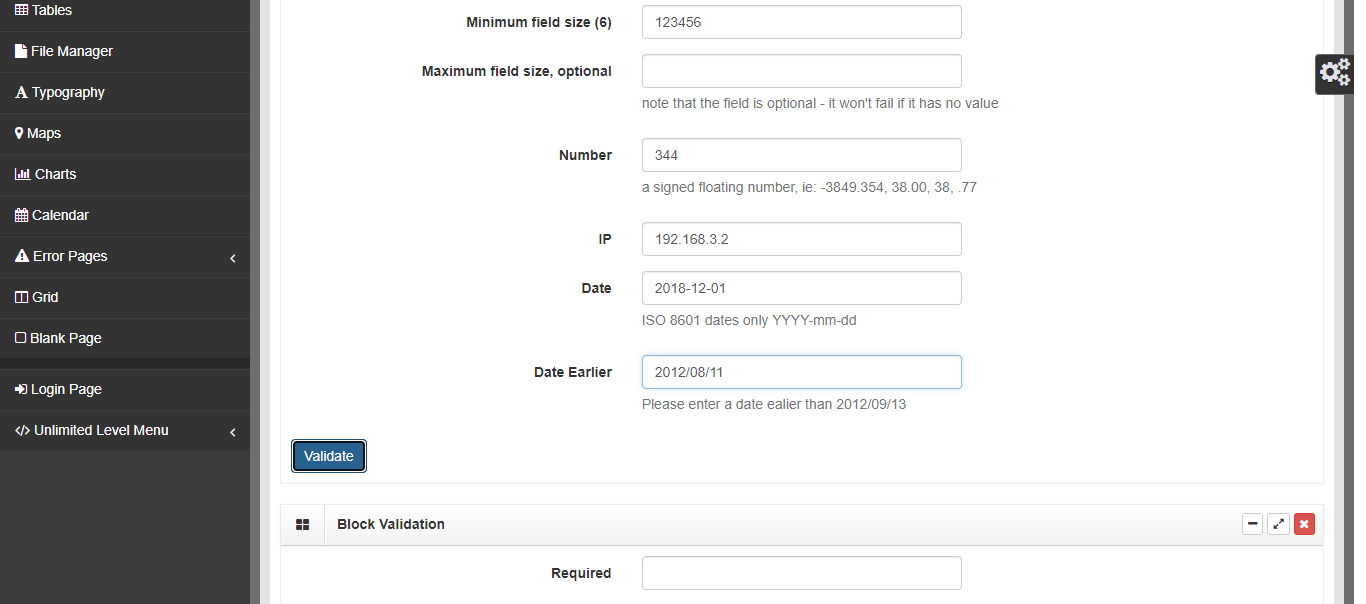 Tables
File Manager
Typography
Maps
Charts
Calendar
Error Pages
Grid
Blank Page
Login Page
Unlimited Level Menu
Minimum field size (6)
123456
Maximum field size, optional
note that the field is optional - it won't fail if it has no value
Number
344
a signed floating number, ie: -3849.354, 38.00, 38, .77
IP
192.168.3.2
Date
2018-12-01
ISO 8601 dates only YYYY-mm-dd
Date Earlier
2012/08/11
Please enter a date ealier than 2012/09/13
Validate
Block Validation
Required